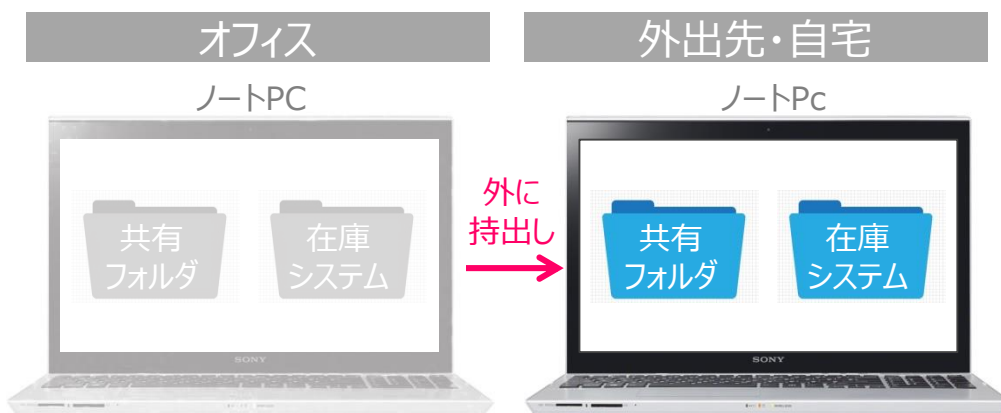 オフィス
外出先・自宅
ノートPC
ノートPc
共有
フォルダ
在庫
システム
外に
持出し
共有
フォルダ
在庫
システム
SONY
SONY